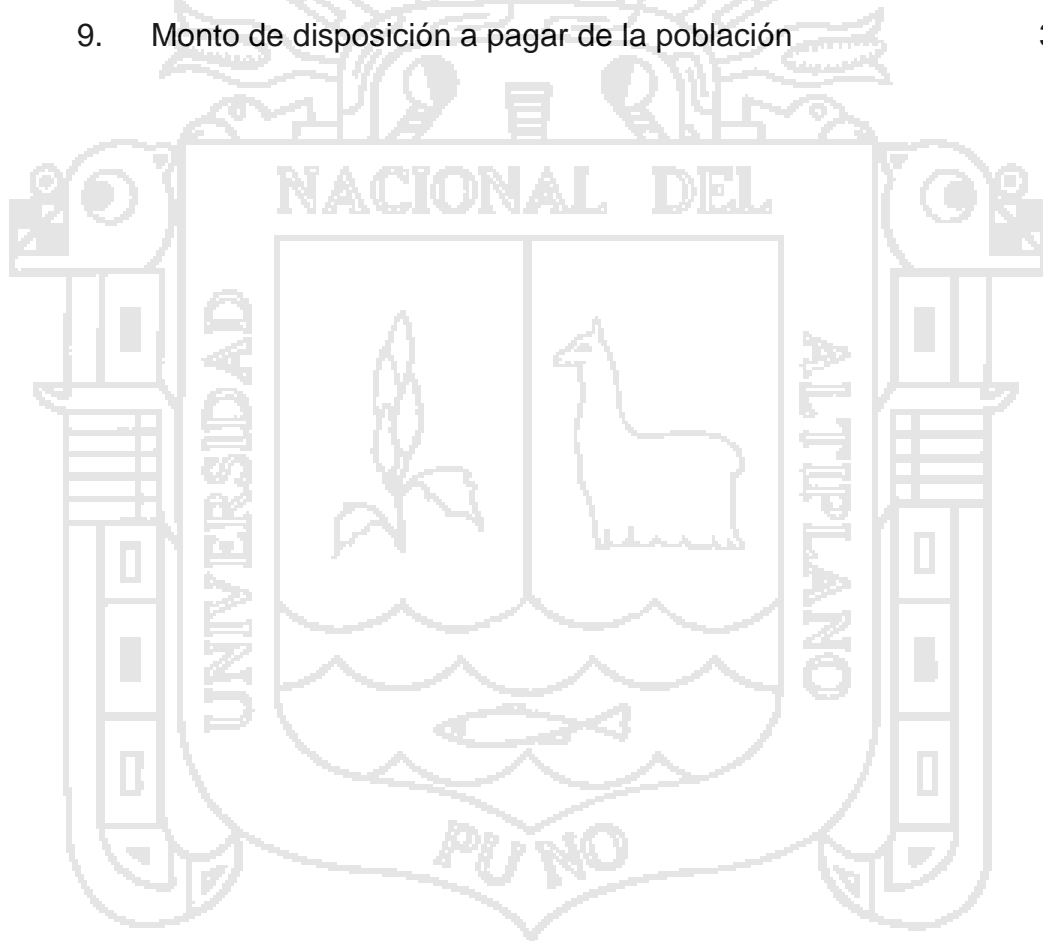 9. Monto de disposición a pagar de la población
NACIONAL DEL
UNIVERSIDAD
ALTIPLANO
PUNO